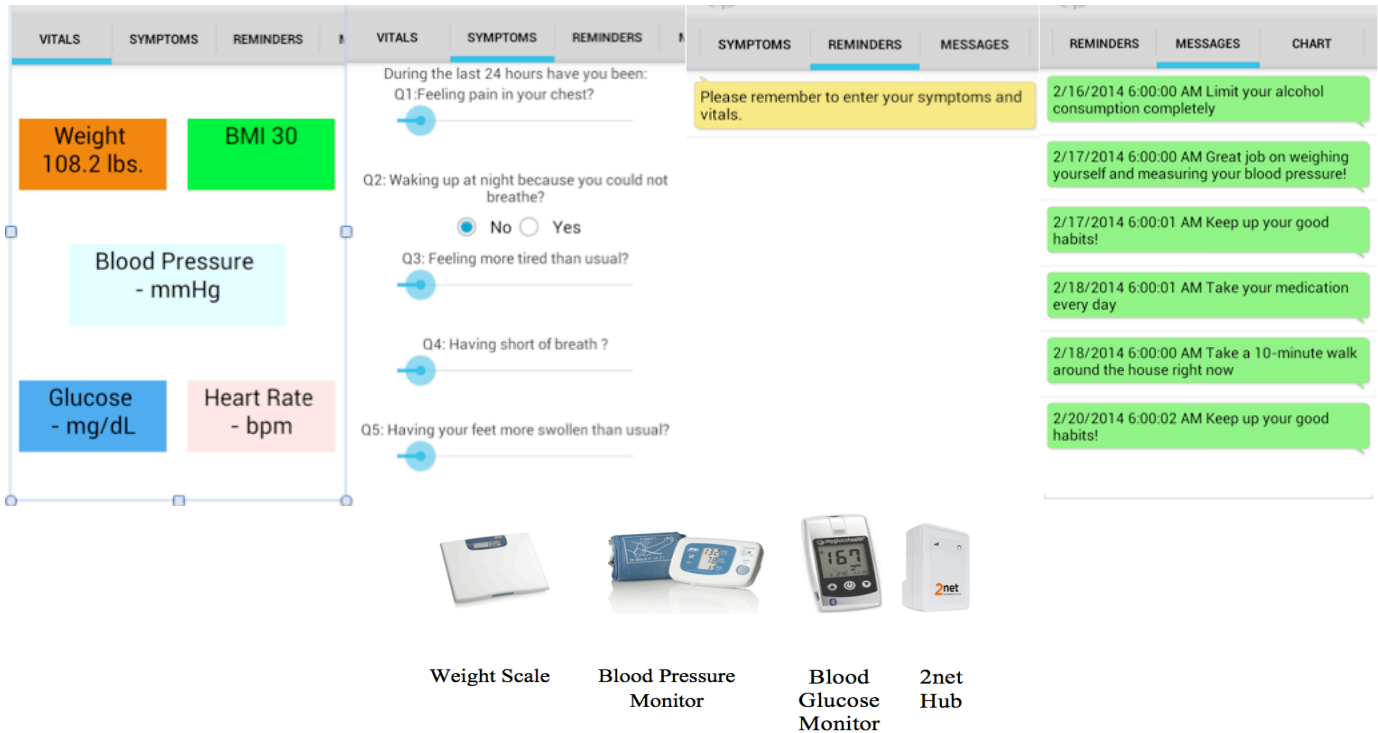 VITALS SYMPTOMS REMINDERS
Weight
108.2 lbs.
BMI 30
Blood Pressure
- mmHg
Glucose
- mg/dL
Heart Rate
- bpm
VITALS SYMPTOMS REMINDERS
During the last 24 hours have you been:
Q1:Feeling pain in your chest?
Q2: Waking up at night because you could not
breathe?
No Yes
Q3: Feeling more tired than usual?
Q4: Having short of breath ?
Q5: Having your feet more swollen than usual?
SYMPTOMS REMINDERS MESSAGES
Please remember to enter your symptoms and
vitals.
REMINDERS MESSAGES CHART
2/16/2014 6:00:00 AM Limit your alcohol
consumption completely
2/17/2014 6:00:00 AM Great job on weighing
yourself and measuring your blood pressure!
2/17/2014 6:00:01 AM Keep up your good
habits!
2/18/2014 6:00:01 AM Take your medication
every day
2/18/2014 6:00:00 AM Take a 10-minute walk
around the house right now
2/20/2014 6:00:02 AM Keep up your good
habits!
myglucohealth
167
2net
Weight Scale
Blood Pressure
Monitor
Blood
Glucose
Monitor
2net
Hub